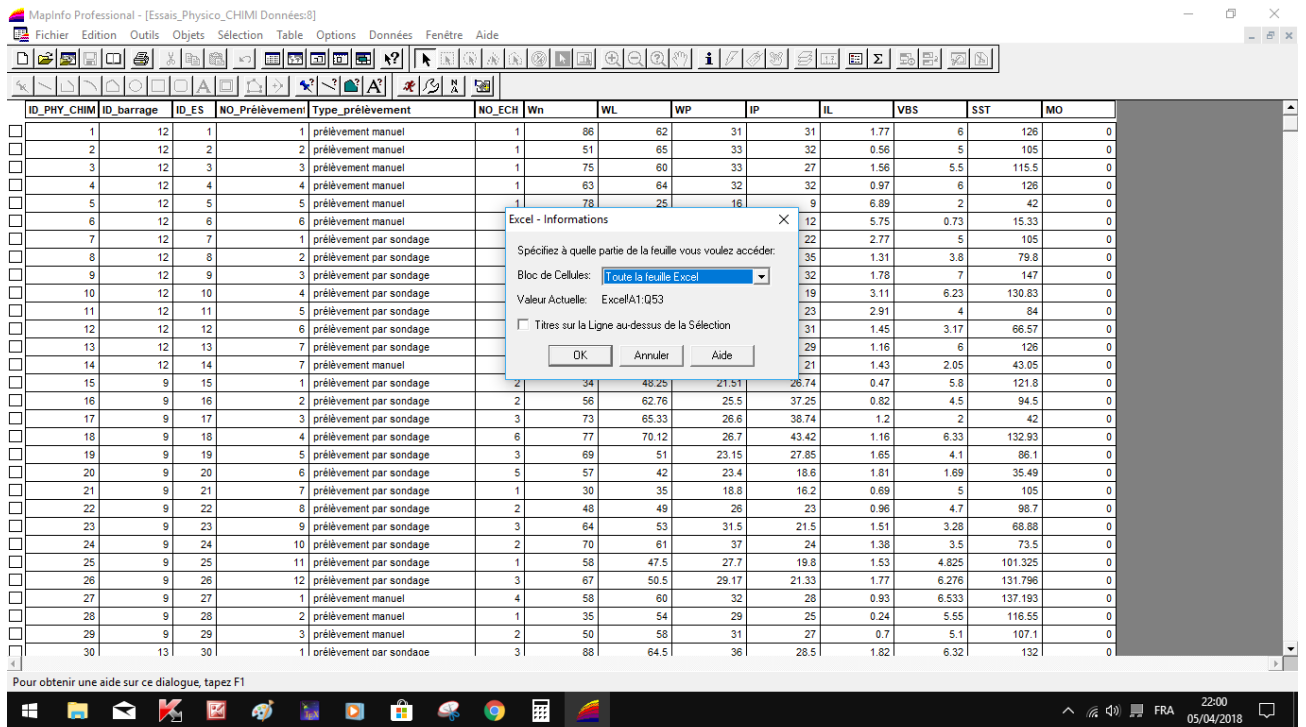 MapInfo Professional - [Essais_Physico_CHIMI Données:8]
Fichier Edition Outils Objets Sélection Table Options Données Fenêtre Aide
ID_PHY_CHIM ID_barrage ID_ES NO_Prélèvement Type_prélèvement NO_ECH Wn WL WP IP IL VBS SST MO
1 12 1 1 prélèvement manuel 1 86 62 31 31 1.77 6 126 0
2 12 2 2 prélèvement manuel 1 51 65 33 32 0.56 5 105 0
3 12 3 3 prélèvement manuel 1 75 60 33 27 1.56 5.5 115.5 0
4 12 4 4 prélèvement manuel 1 63 64 32 32 0.97 6 126 0
5 12 5 5 prélèvement manuel 1 78 25 16 9 6.89 2 42 0
6 12 6 6 prélèvement manuel 12 5.75 0.73 15.33 0
7 12 7 1 prélèvement par sondage 22 2.77 5 105 0
8 12 8 2 prélèvement par sondage 35 1.31 3.8 79.8 0
9 12 9 3 prélèvement par sondage 32 1.78 7 147 0
10 12 10 4 prélèvement par sondage 19 3.11 6.23 130.83 0
11 12 11 5 prélèvement par sondage 23 2.91 4 84 0
12 12 12 6 prélèvement par sondage 31 1.45 3.17 66.57 0
13 12 13 7 prélèvement par sondage 29 1.16 6 126 0
14 12 14 7 prélèvement manuel 21 1.43 2.05 43.05 0
15 9 15 1 prélèvement par sondage 2 34 48.25 21.51 26.74 0.47 5.8 121.8 0
16 9 16 2 prélèvement par sondage 2 56 62.76 25.5 37.25 0.82 4.5 94.5 0
17 9 17 3 prélèvement par sondage 3 73 65.33 26.6 38.74 1.2 2 42 0
18 9 18 4 prélèvement par sondage 6 77 70.12 26.7 43.42 1.16 6.33 132.93 0
19 9 19 5 prélèvement par sondage 3 69 51 23.15 27.85 1.65 4.1 86.1 0
20 9 20 6 prélèvement par sondage 5 57 42 23.4 18.6 1.81 1.69 35.49 0
21 9 21 7 prélèvement par sondage 1 30 35 18.8 16.2 0.69 5 105 0
22 9 22 8 prélèvement par sondage 2 48 49 26 23 0.96 4.7 98.7 0
23 9 23 9 prélèvement par sondage 3 64 53 31.5 21.5 1.51 3.28 68.88 0
24 9 24 10 prélèvement par sondage 2 70 61 37 24 1.38 3.5 73.5 0
25 9 25 11 prélèvement par sondage 1 58 47.5 27.7 19.8 1.53 4.825 101.325 0
26 9 26 12 prélèvement par sondage 3 67 50.5 29.17 21.33 1.77 6.276 131.796 0
27 9 27 1 prélèvement manuel 4 58 60 32 28 0.93 6.533 137.193 0
28 9 28 2 prélèvement manuel 1 35 54 29 25 0.24 5.55 116.55 0
29 9 29 3 prélèvement manuel 2 50 58 31 27 0.7 5.1 107.1 0
30 13 30 1 prélèvement par sondage 3 88 64.5 36 28.5 1.82 6.32 132 0
Excel - Informations
Spécifiez à quelle partie de la feuille vous voulez accéder:
Bloc de Cellules: Toute la feuille Excel
Valeur Actuelle: Excel!A1:Q53
Titres sur la Ligne au-dessus de la Sélection
OK Annuler Aide
Pour obtenir une aide sur ce dialogue, tapez F1
FRA
22:00
05/04/2018